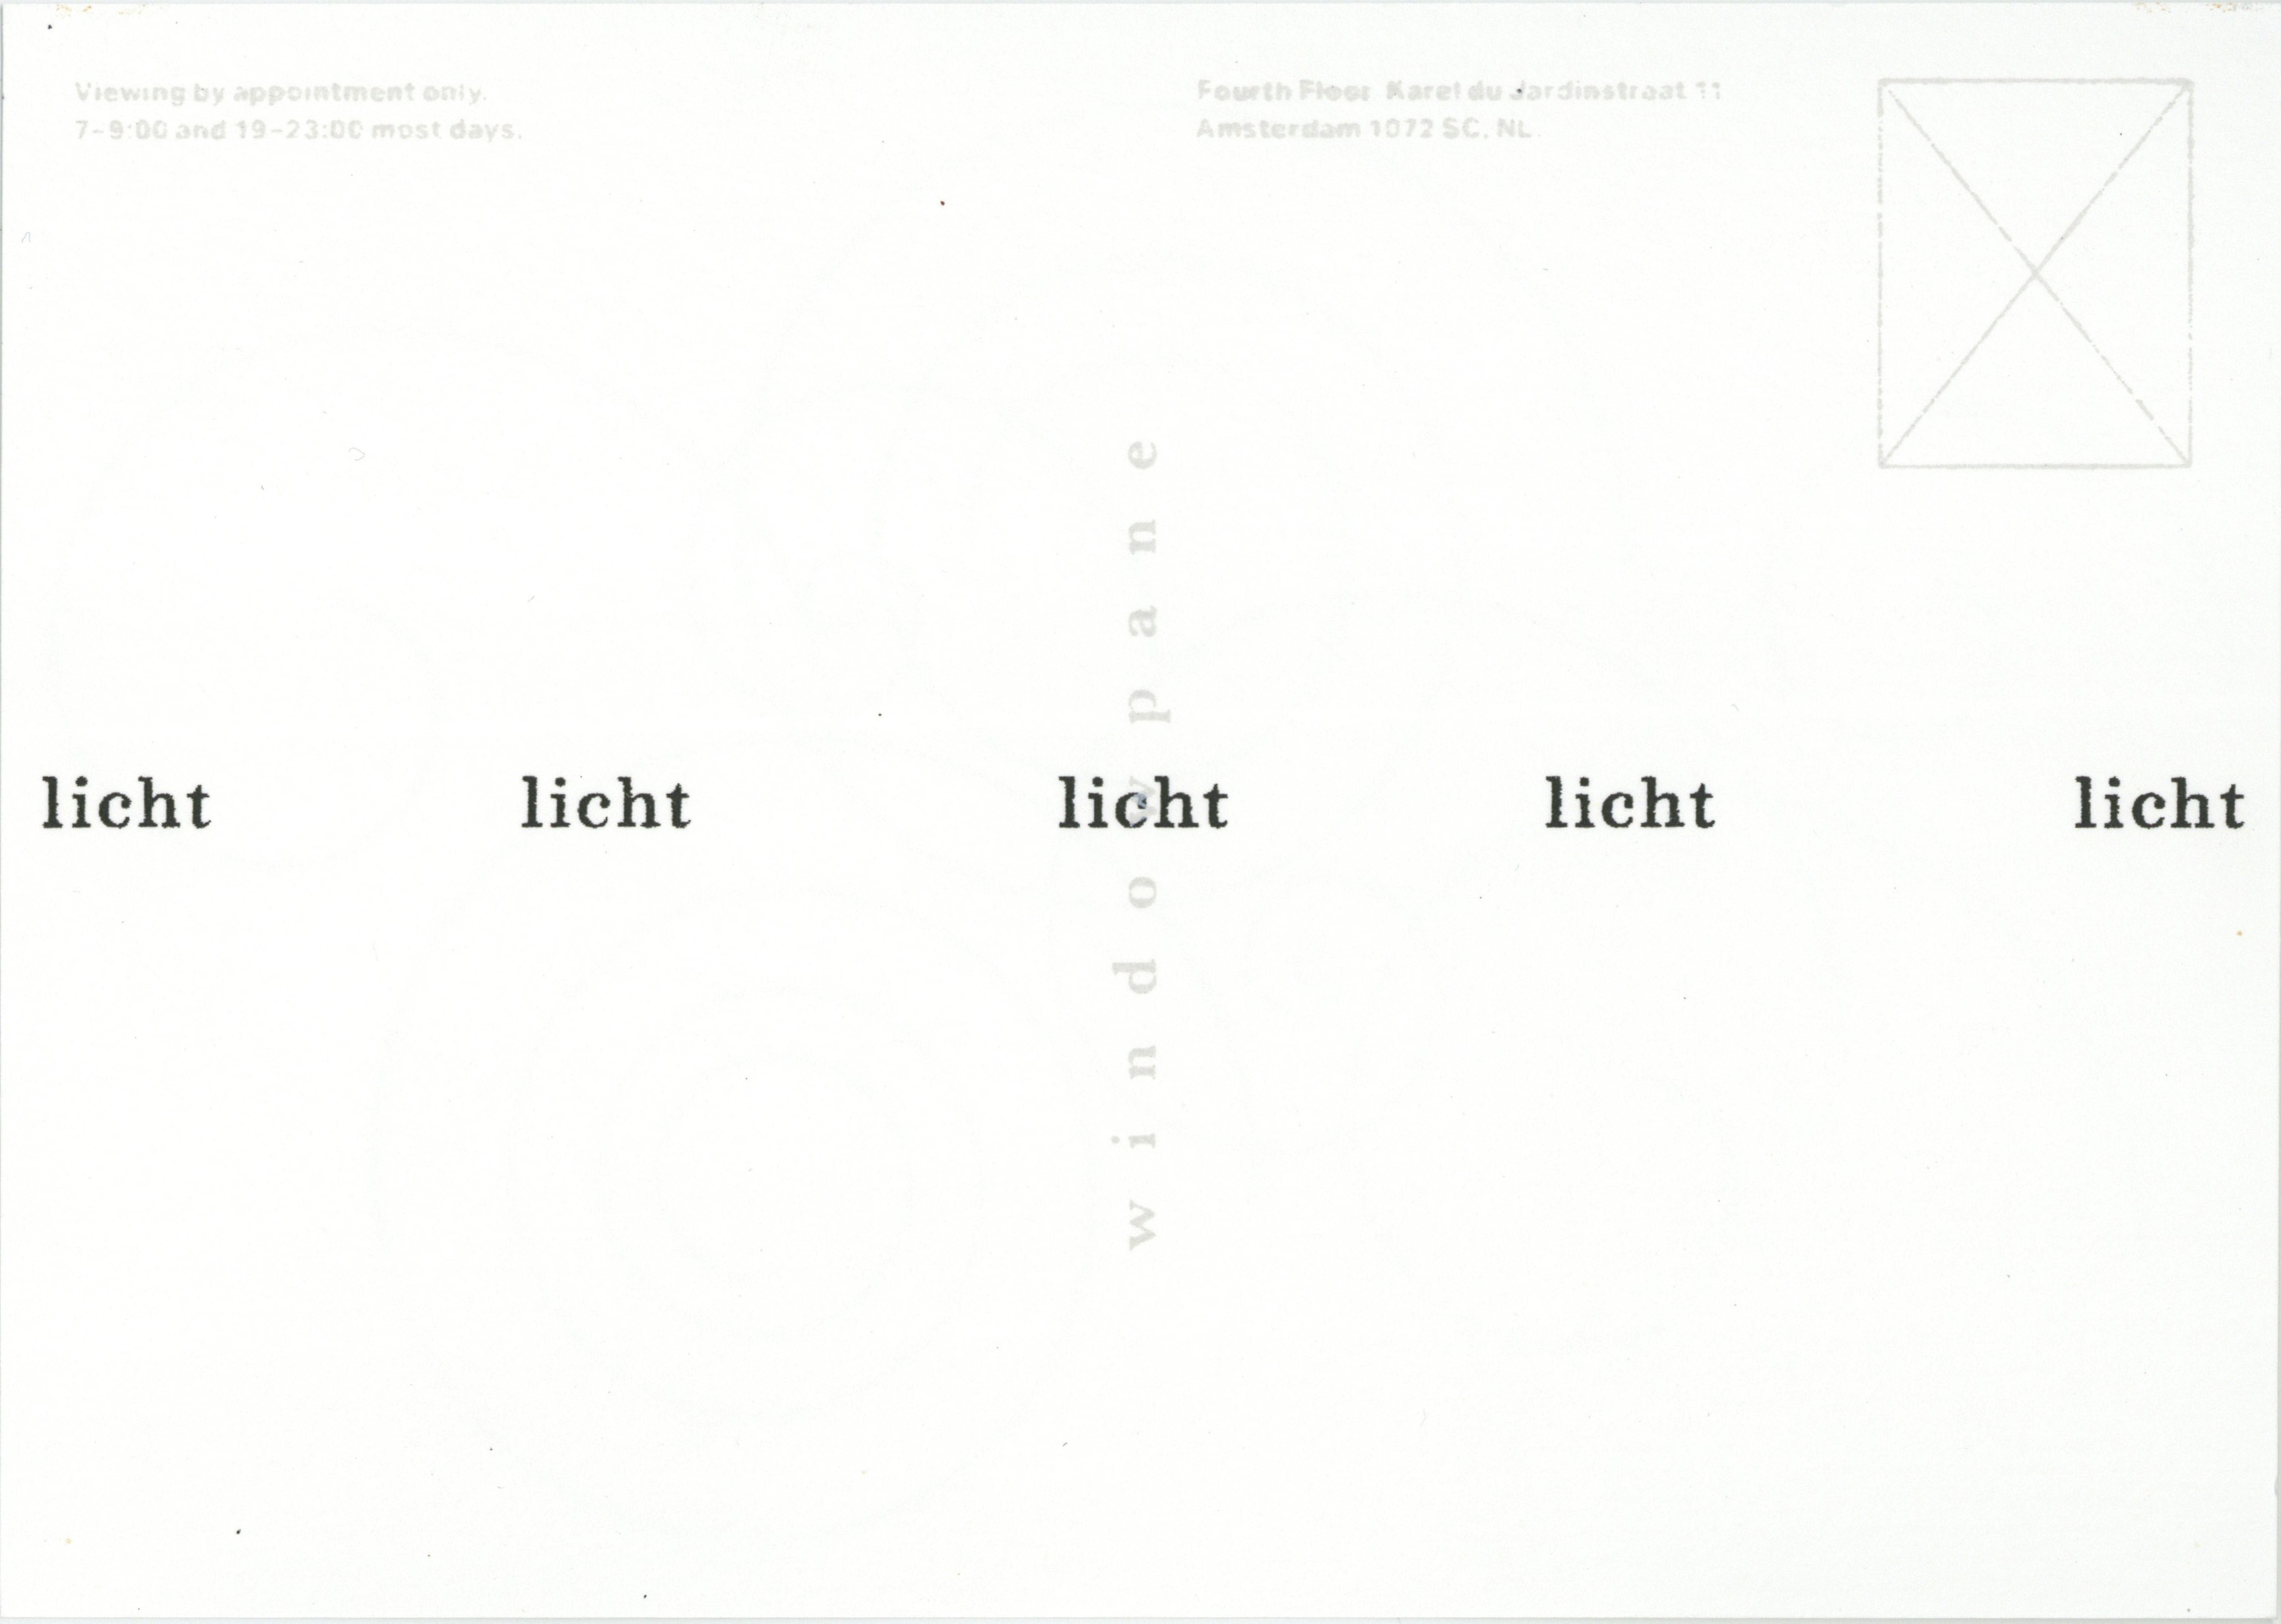 Viewing by appointment only.
7-9:00 and 19-23:00 most days.
Fourth Floor Karel du Jardinstraat 11
Amsterdam 1072 SC. NL
windowpane
licht licht licht licht licht